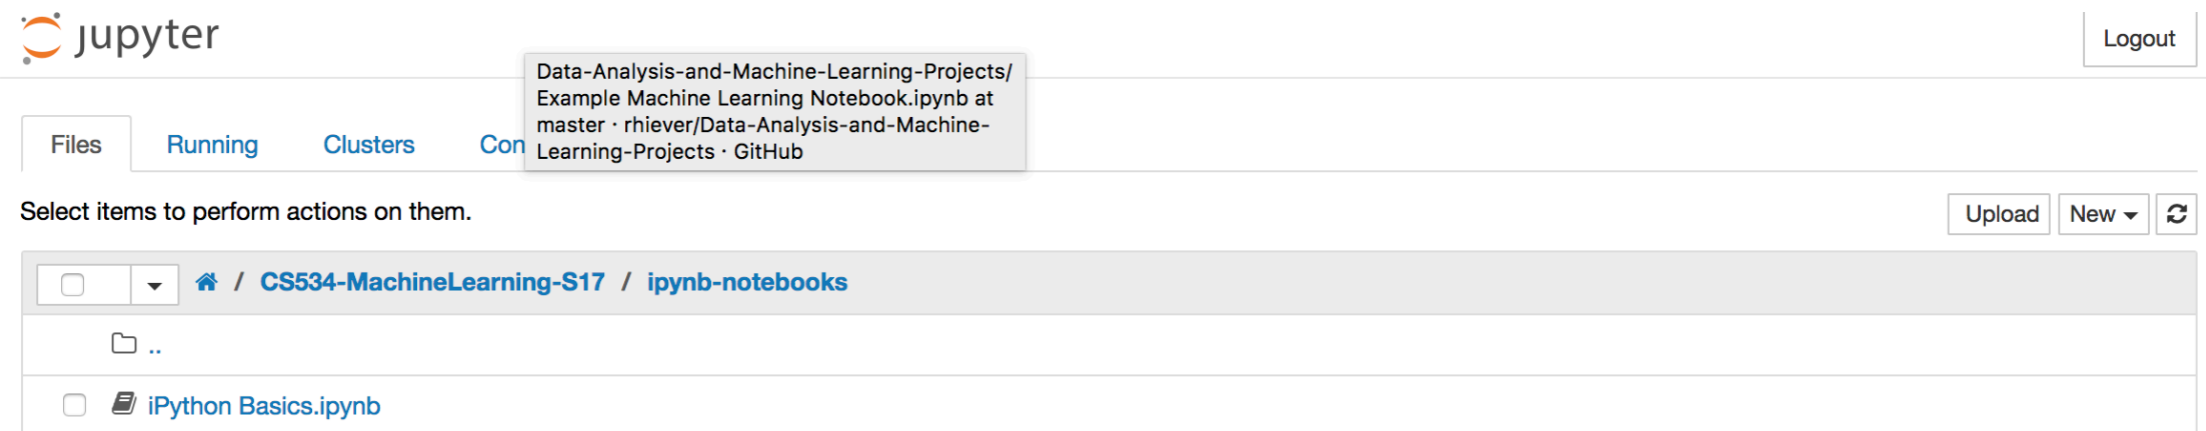 jupyter
Logout
Data-Analysis-and-Machine-Learning-Projects/
Example Machine Learning Notebook.ipynb at
master · rhiever/Data-Analysis-and-Machine-
Learning-Projects · GitHub
Files Running Clusters Con
Select items to perform actions on them.
Upload New
/ CS534-MachineLearning-S17 / ipynb-notebooks
..
iPython Basics.ipynb